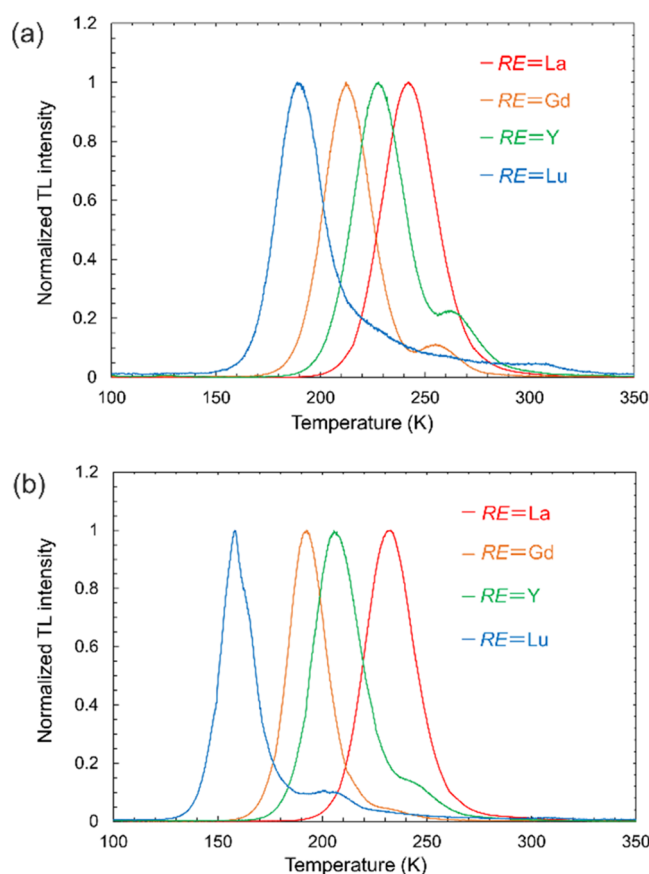 (a)
1.2
1
0.8
0.6
0.4
0.2
0
Normalized TL intensity
RE=La
RE=Gd
RE=Y
RE=Lu
100 150 200 250 300 350
Temperature (K)
(b)
1.2
1
0.8
0.6
0.4
0.2
0
Normalized TL intensity
RE=La
RE=Gd
RE=Y
RE=Lu
100 150 200 250 300 350
Temperature (K)